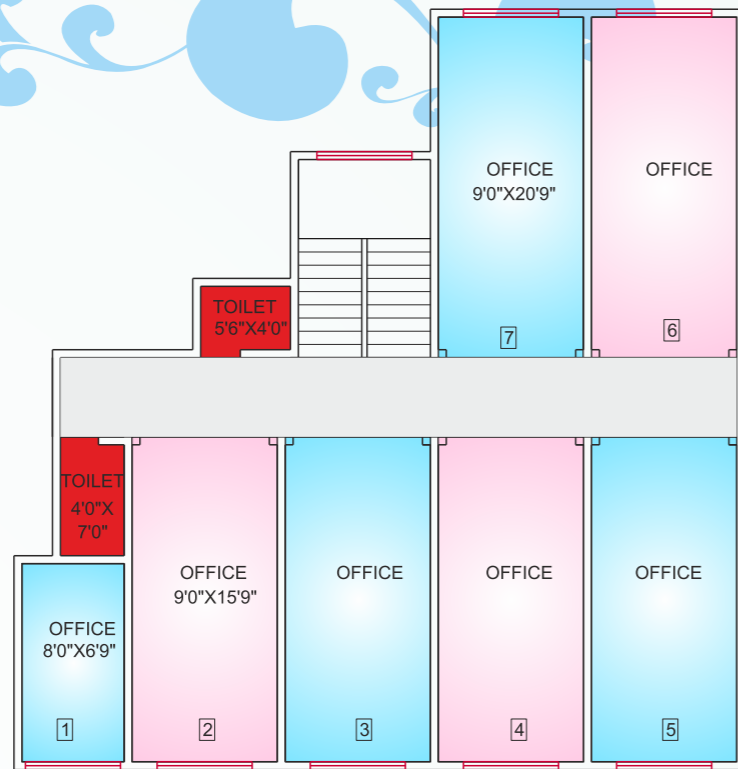 OFFICE
9'0"X20'9"
7
OFFICE
6
TOILET
5'6"X4'0"
TOILET
4'0"X
7'0"
OFFICE
8'0"X6'9"
1
OFFICE
9'0"X15'9"
2
OFFICE
3
OFFICE
4
OFFICE
5